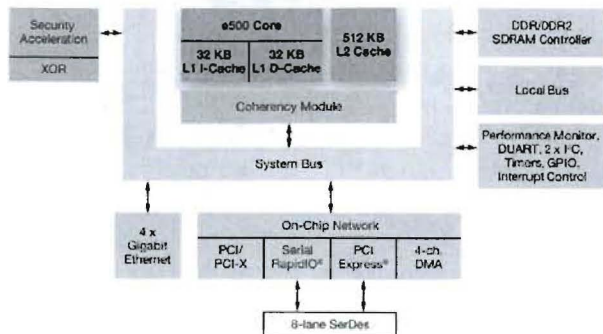 Security
Acceleration
XOR
e500 Core
32 KB
L1 I-Cache
32 KB
L1 D-Cache
512 KB
L2 Cache
Coherency Module
System Bus
DDR/DDR2
SDRAM Controller
Local Bus
Performance Monitor,
DUART, 2 x I²C,
Timers, GPIO,
Interrupt Control
4 x
Gigabit
Ethernet
On-Chip Network
PCI/
PCI-X
Serial
RapidIO®
PCI
Express®
4-ch.
DMA
8-lane SerDes